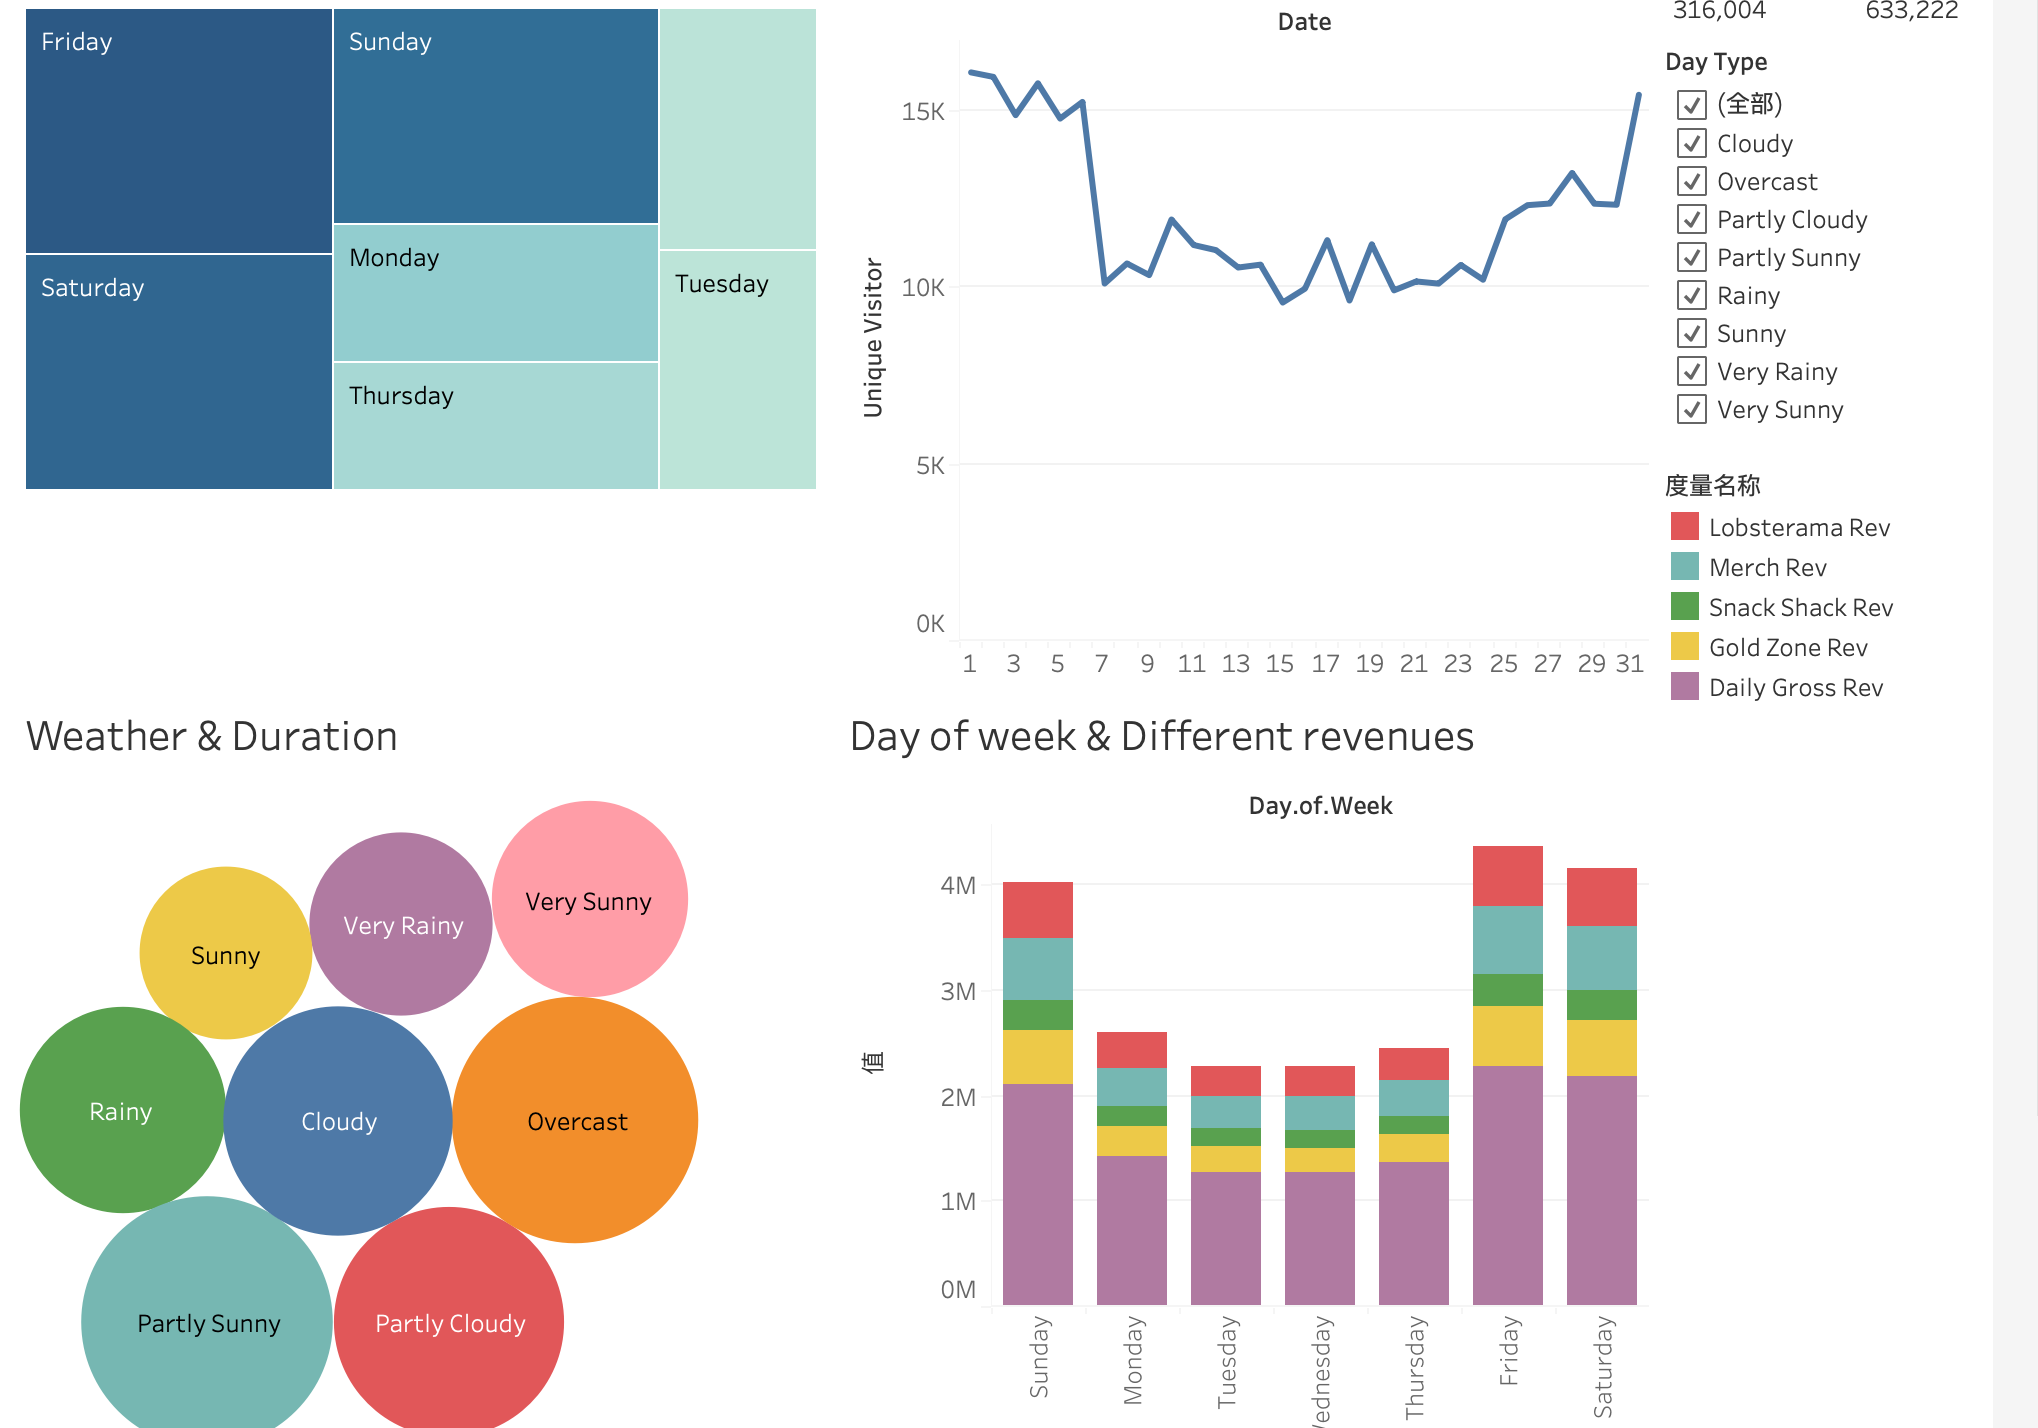 Friday
Sunday
Saturday
Monday
Thursday
Tuesday
Date
Unique Visitor
15K
10K
5K
0K
1 3 5 7 9 11 13 15 17 19 21 23 25 27 29 31
316,004 633,222
Day Type
(全部)
Cloudy
Overcast
Partly Cloudy
Partly Sunny
Rainy
Sunny
Very Rainy
Very Sunny
度量名称
Lobsterama Rev
Merch Rev
Snack Shack Rev
Gold Zone Rev
Daily Gross Rev
Weather & Duration
Very Sunny
Very Rainy
Sunny
Rainy
Cloudy
Overcast
Partly Sunny
Partly Cloudy
Day of week & Different revenues
Day.of.Week
值
4M
3M
2M
1M
0M
Sunday
Monday
Tuesday
Wednesday
Thursday
Friday
Saturday